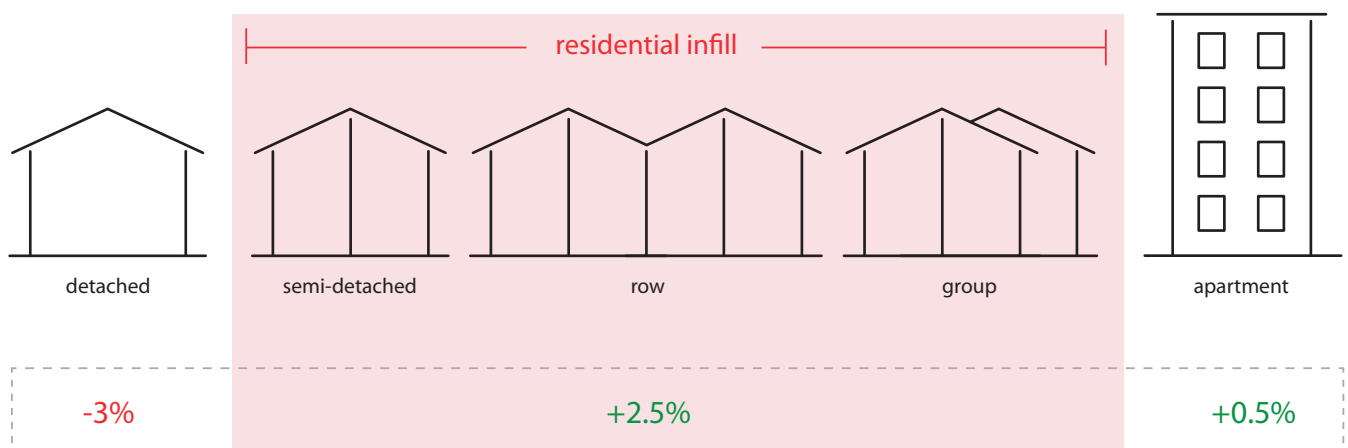 residential infill
detached
semi-detached
row
group
apartment
-3%
+2.5%
+0.5%